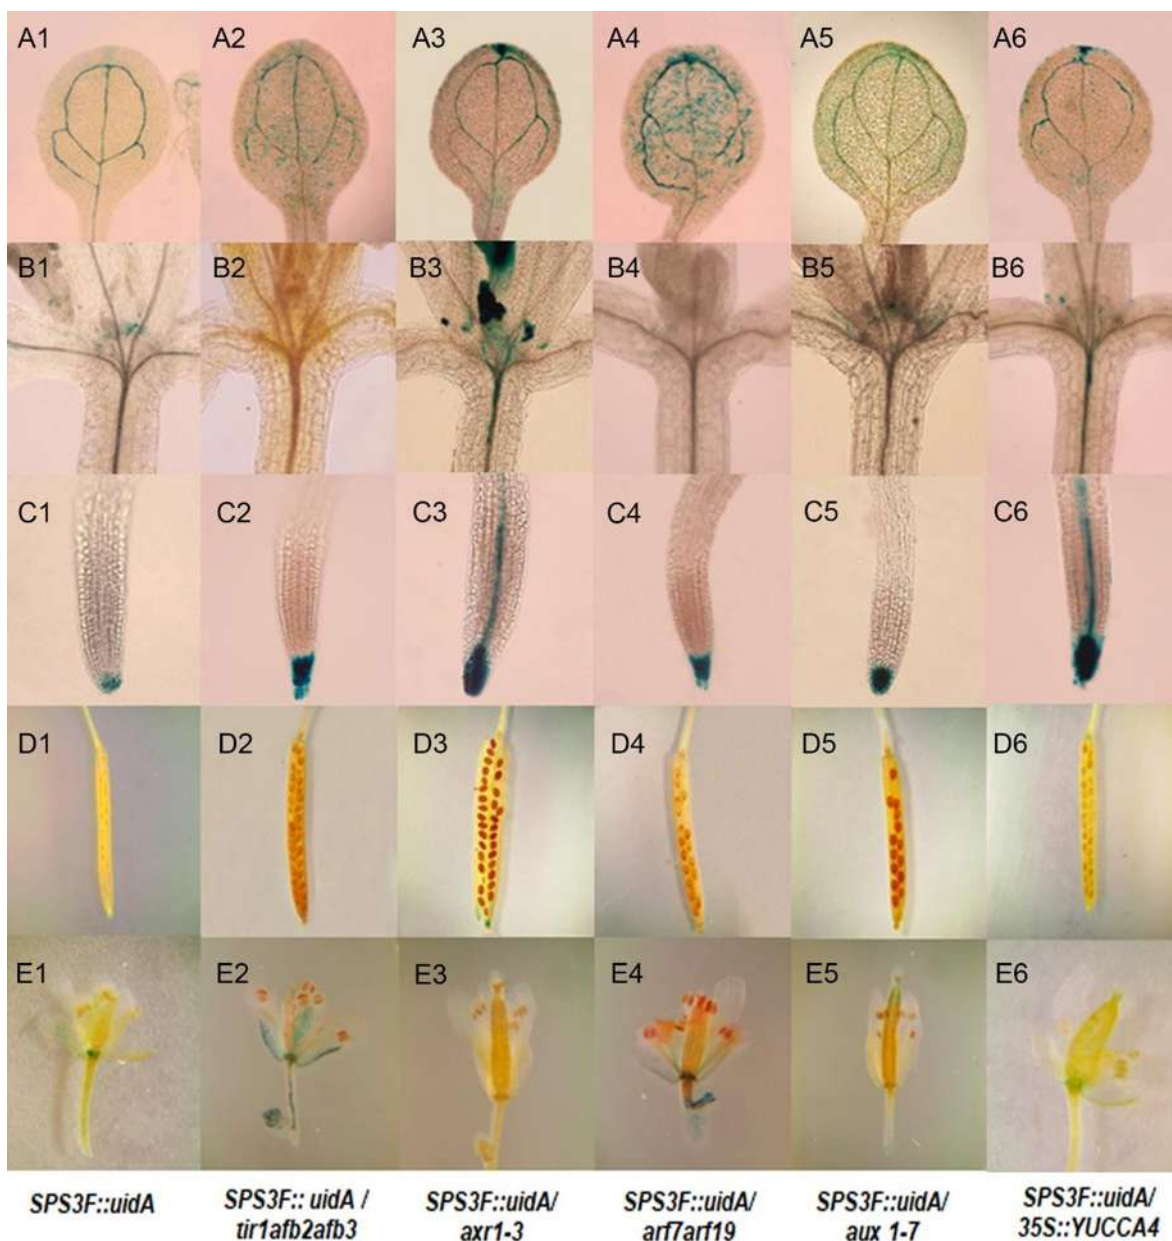 A1 A2 A3 A4 A5 A6
B1 B2 B3 B4 B5 B6
C1 C2 C3 C4 C5 C6
D1 D2 D3 D4 D5 D6
E1 E2 E3 E4 E5 E6
SPS3F::uidA SPS3F:: uidA / SPS3F::uidA/ SPS3F::uidA/ SPS3F::uidA/ SPS3F::uidA/
tir1afb2afb3 axr1-3 arf7arf19 aux 1-7 35S::YUCCA4